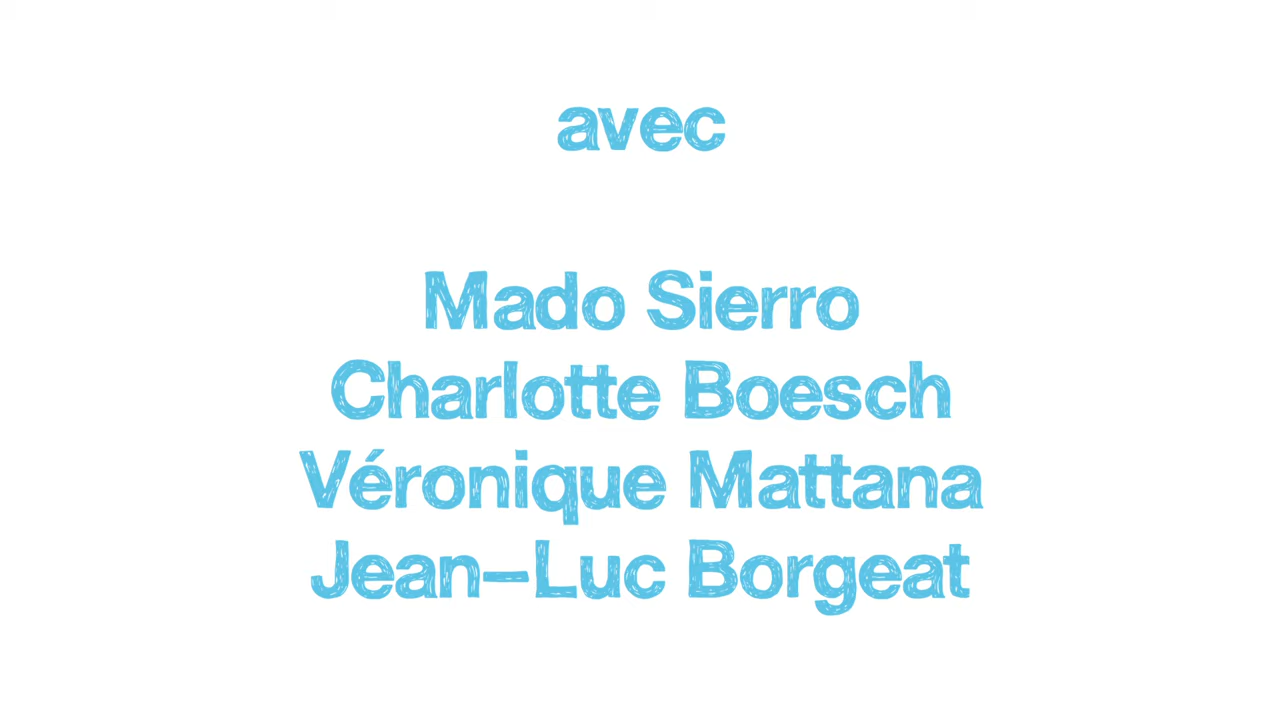 avec
Mado Sierro
Charlotte Boesch
Véronique Mattana
Jean–Luc Borgeat